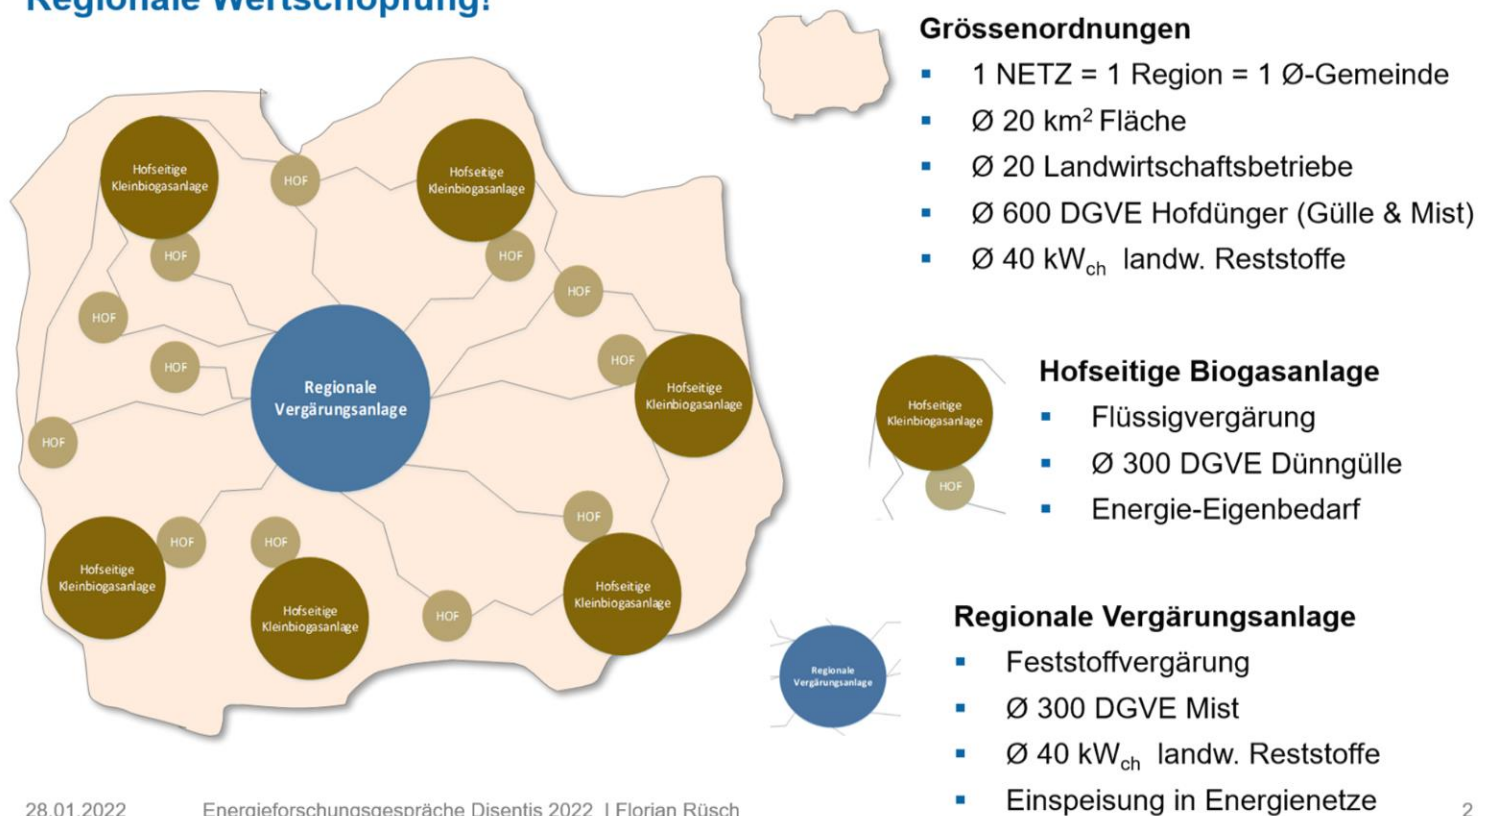 Regionale Wertschöpfung!
Hofseitige
Kleinbiogasanlage
HOF
Hofseitige
Kleinbiogasanlage
HOF
HOF
HOF
HOF
HOF
HOF
Hofseitige
Kleinbiogasanlage
Regionale
Vergärungsanlage
HOF
HOF
HOF
HOF
Hofseitige
Kleinbiogasanlage
Hofseitige
Kleinbiogasanlage
HOF
Hofseitige
Kleinbiogasanlage
HOF
Grössenordnungen
1 NETZ = 1 Region = 1 Ø-Gemeinde
Ø 20 km² Fläche
Ø 20 Landwirtschaftsbetriebe
Ø 600 DGVE Hofdünger (Gülle & Mist)
Ø 40 kWch landw. Reststoffe
Hofseitige
Kleinbiogasanlage
HOF
Hofseitige Biogasanlage
Flüssigvergärung
Ø 300 DGVE Dünngülle
Energie-Eigenbedarf
Regionale
Vergärungsanlage
Regionale Vergärungsanlage
Feststoffvergärung
Ø 300 DGVE Mist
Ø 40 kWch landw. Reststoffe
Einspeisung in Energienetze
28.01.2022 Energieforschungsgespräche Disentis 2022 | Florian Rüsch 2